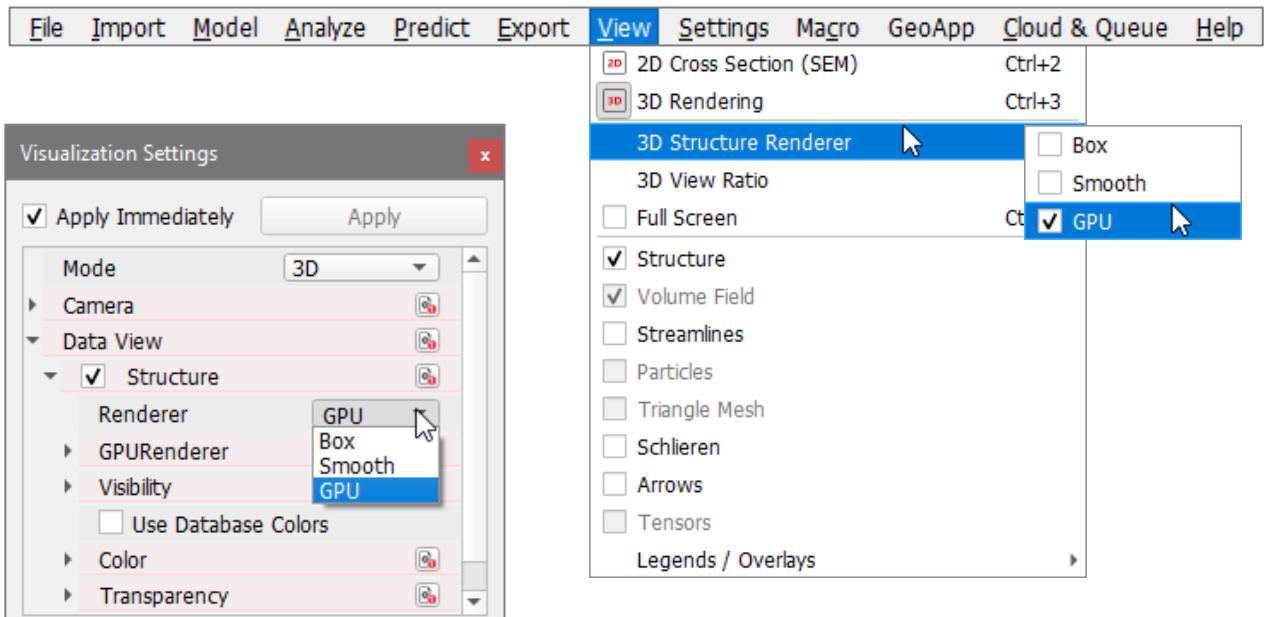 File Import Model Analyze Predict Export View Settings Macro GeoApp Cloud & Queue Help
2D 2D Cross Section (SEM) Ctrl+2
3D 3D Rendering Ctrl+3
3D Structure Renderer
3D View Ratio
Full Screen Ct
Structure
Volume Field
Streamlines
Particles
Triangle Mesh
Schlieren
Arrows
Tensors
Legends / Overlays
Box
Smooth
GPU
Visualization Settings x
Apply Immediately Apply
Mode 3D
Camera
Data View
Structure
Renderer GPU
Box
Smooth
GPU
GPURenderer
Visibility
Use Database Colors
Color
Transparency